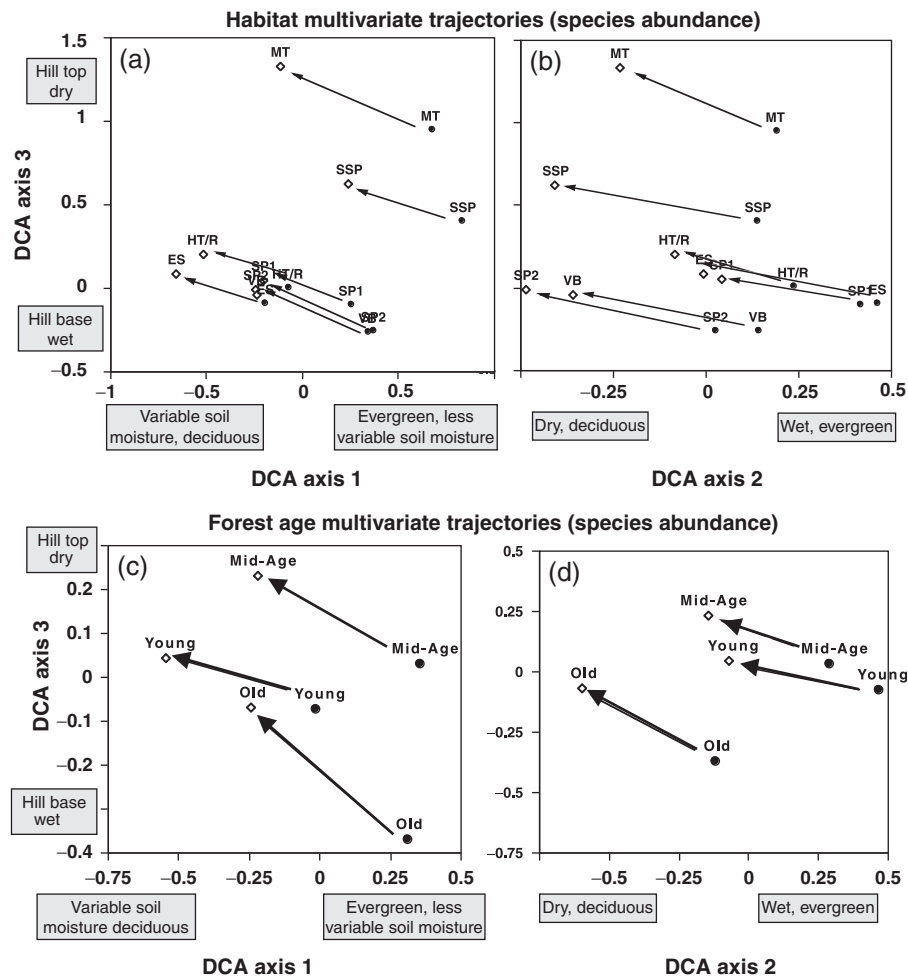 Habitat multivariate trajectories (species abundance)
(a)
1.5
1
0.5
0
−0.5
Hill top
dry
Hill base
wet
DCA axis 3
MT
MT
SSP
SSP
HT/R
ES
SP1
SP2
HT/R
VB
ES
SP1
VB
SP2
−1
−0.5
0
0.5
Variable soil
moisture, deciduous
Evergreen, less
variable soil moisture
DCA axis 1
(b)
MT
MT
SSP
SSP
HT/R
ES
SP1
HT/R
SP2
VB
SP1
ES
SP2
VB
−0.25
0
0.25
0.5
Dry, deciduous
Wet, evergreen
DCA axis 2
Forest age multivariate trajectories (species abundance)
(c)
Hill top
dry
0.2
0.1
0
−0.1
−0.2
−0.3
−0.4
Hill base
wet
DCA axis 3
Mid-Age
Mid-Age
Young
Young
Old
Old
−0.75
−0.5
−0.25
0
0.25
0.5
Variable soil
moisture deciduous
Evergreen, less
variable soil moisture
DCA axis 1
(d)
0.5
0.25
0
−0.25
−0.5
−0.75
Mid-Age
Mid-Age
Young
Young
Old
Old
−0.5
−0.25
0
0.25
0.5
Dry, deciduous
Wet, evergreen
DCA axis 2